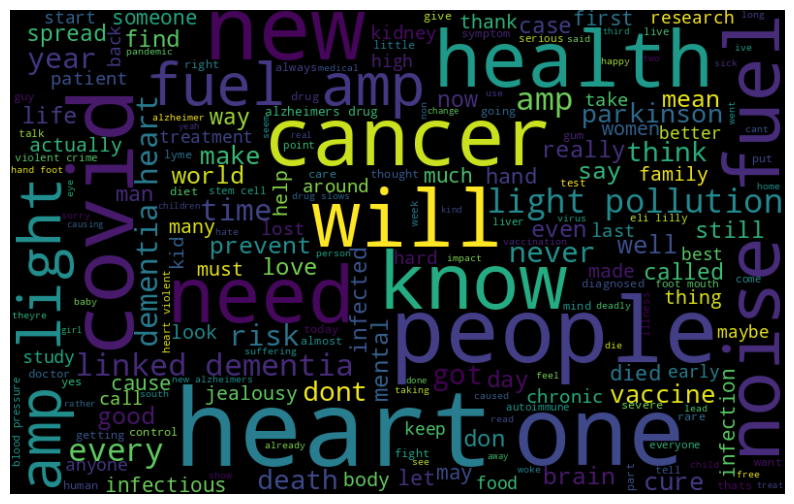 start
someone
spread
find
year
back
patient
new
thank
kidney
high
now
case
first
give
serious
said
research
symptom
third
live
long
ive
two
pandemic
little
always
medical
happy
sick
right
guy
life
alzheimer
yeah
talk
actually
violent crime
hand foot
eye
lyme
man
causing
sorry
theyre
baby
girl
light
amp light
covid
dementia heart
fuel amp
health
cancer
drug
alzheimers drug
way
treatment
make
world
real
point
seem
going
amp
take
use
non
change
gum
hand
parkinson
mean
women
better
really
think
say
family
went
cant
put
home
fuel
noise fuel
diet
stem cell
help
around
care
thought
drug slows
much
week
will
light pollution
test
eli lilly
virus
liver
kind
children
hate
person
vaccination
time
many
kid
prevent
must
love
lost
infected
hard
even
last
still
never
well
best
made
called
impact
diagnosed
foot mouth
come
know
need
heart violent
look
risk
today
almost
suffering
mental
people
mind
deadly
illness
thing
maybe
die
feel
study
doctor
yes
linked dementia
cause
call
new alzheimers
south
jealousy
dont
got
day
done
taking
caused
chronic
autoimmune
severe
died
early
vaccine
rare
lead
infection
blood pressure
rather
good
every
getting
control
anyone
human
infectious
death
already
show
heart
keep
don
body
let
may
fight
see
food
read
away
woke
one
brain
everyone
part
tell
cure
child
free
thats
want
treat